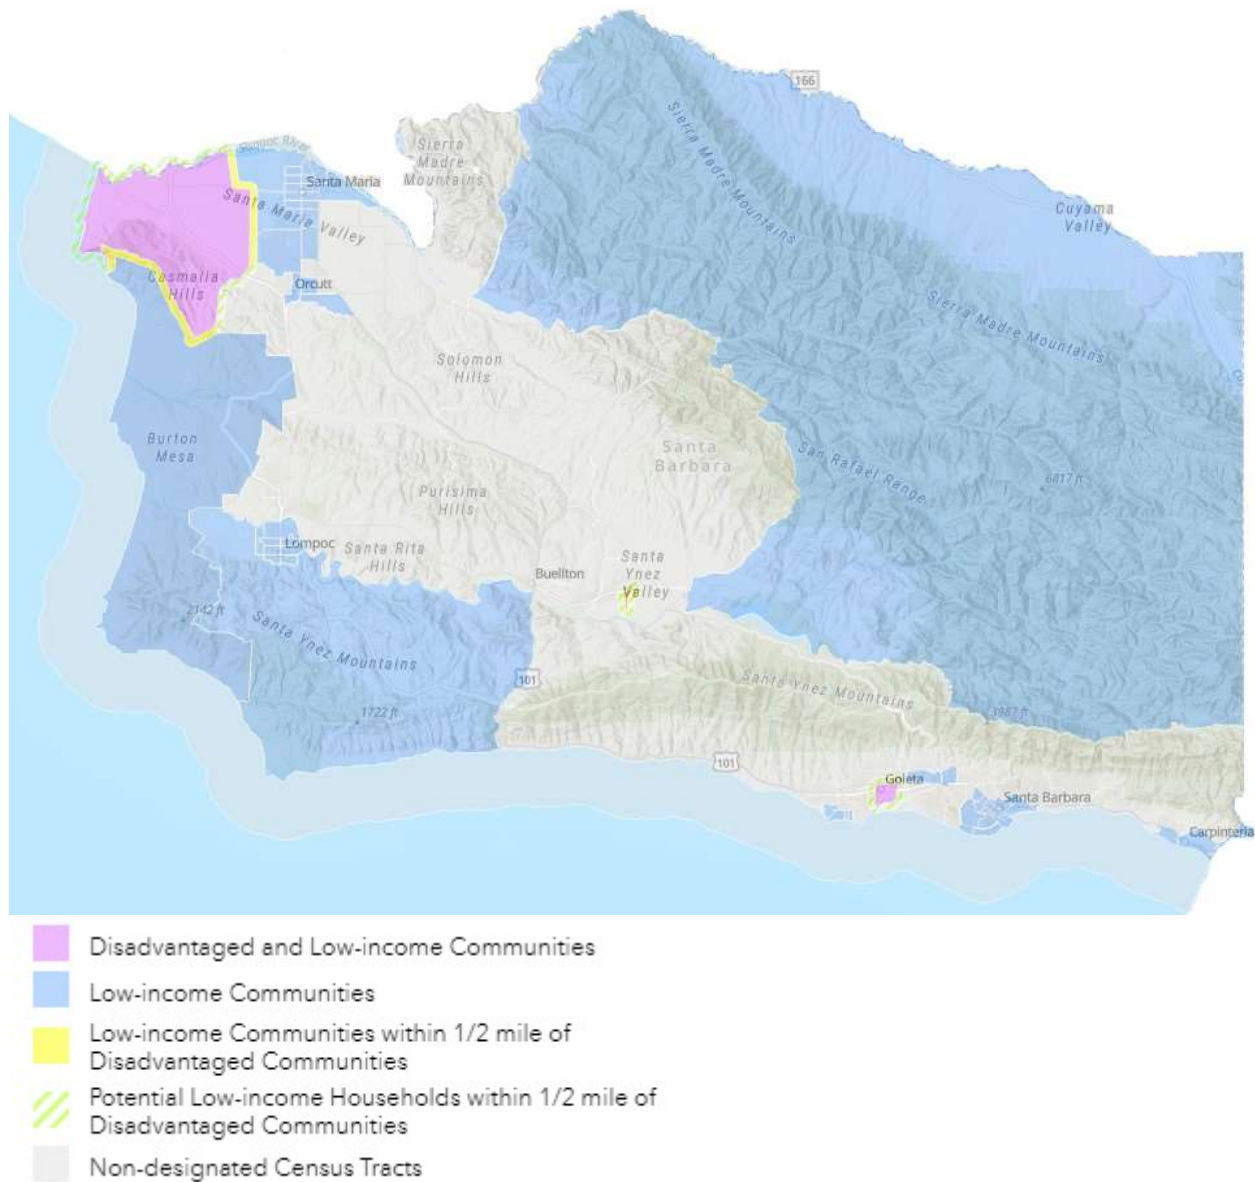 166
Sierra
Madre
Mountains
Sierra Madre Mountains
Santa Maria
Santa Maria Valley
Cuyama
Valley
Casmalia
Hills
Orcutt
Sierra Madre Mountains
Solomon
Hills
Burton
Mesa
Santa
Barbara
San Rafael Range
6817 ft
Purisima
Hills
Lompoc
Santa Rita
Hills
Buellton
Santa
Ynez
Valley
2142 ft
Santa Ynez Mountains
101
Santa Ynez Mountains
1722 ft
3987 ft
101
Goleta
Santa Barbara
Carpinteria
Disadvantaged and Low-income Communities
Low-income Communities
Low-income Communities within 1/2 mile of
Disadvantaged Communities
Potential Low-income Households within 1/2 mile of
Disadvantaged Communities
Non-designated Census Tracts